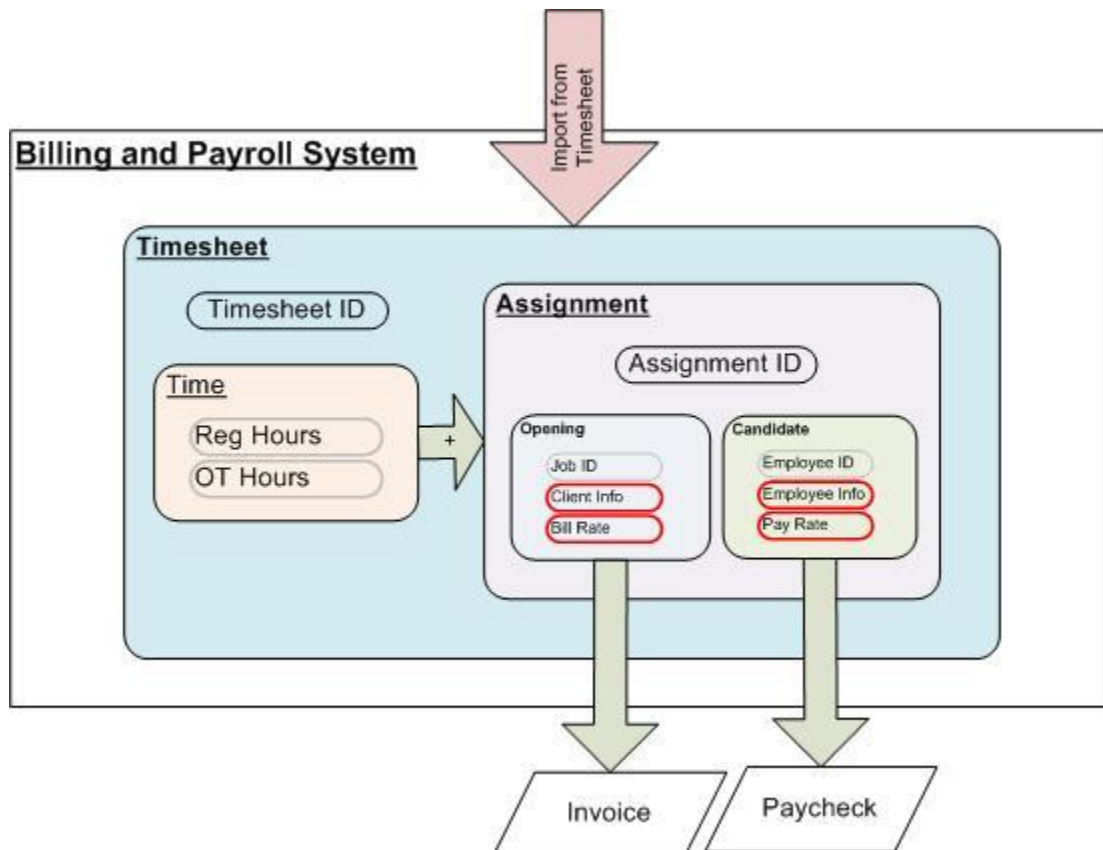 Import from
Timesheet
Billing and Payroll System
Timesheet
Timesheet ID
Time
Reg Hours
OT Hours
+
Assignment
Assignment ID
Opening
Job ID
Client Info
Bill Rate
Candidate
Employee ID
Employee Info
Pay Rate
Invoice
Paycheck